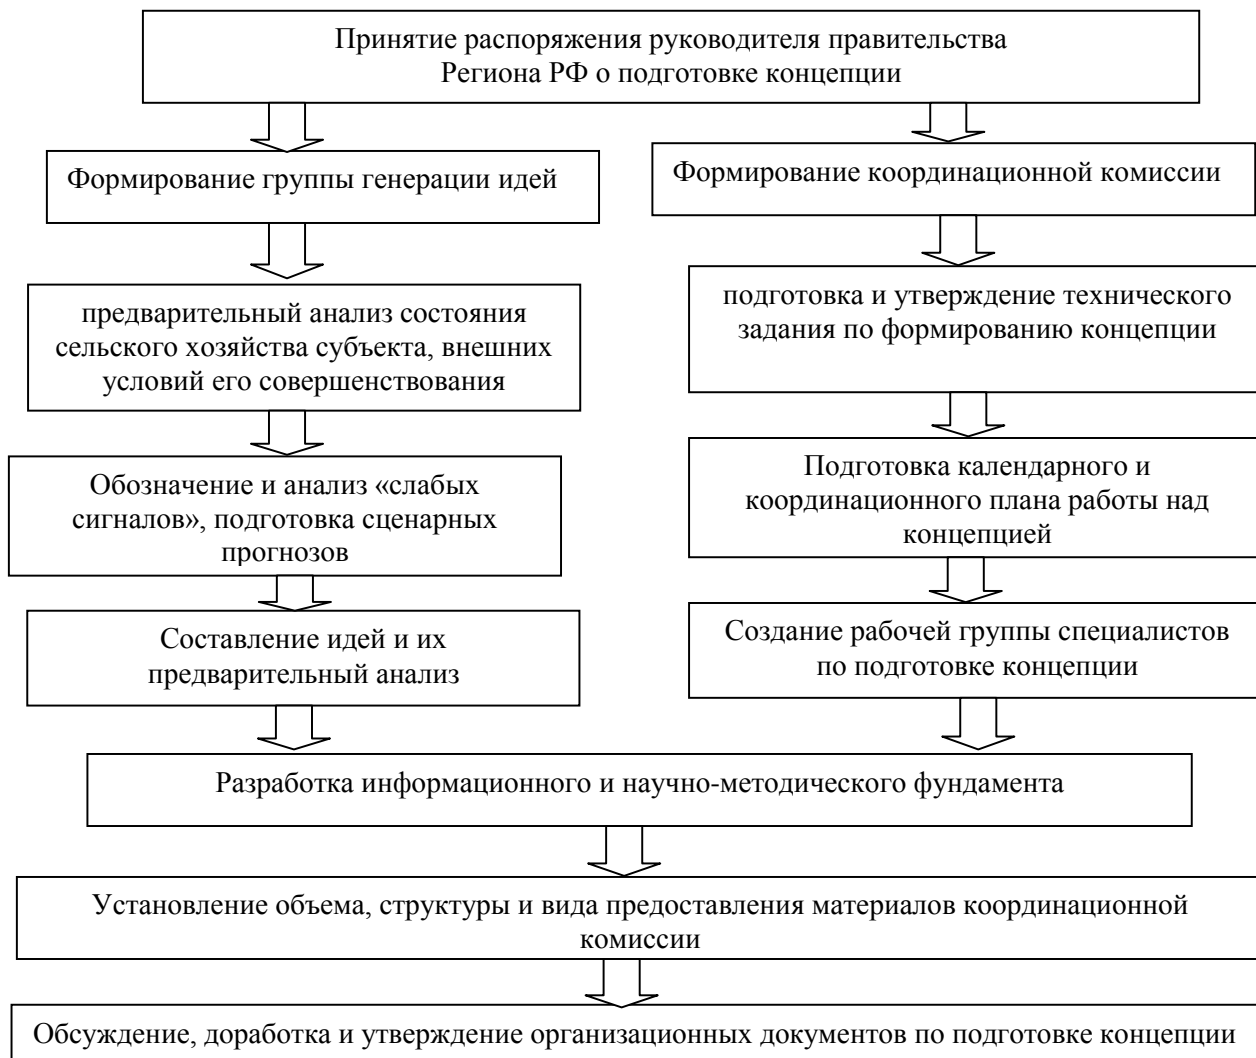 Принятие распоряжения руководителя правительства
Региона РФ о подготовке концепции
Формирование группы генерации идей
Формирование координационной комиссии
предварительный анализ состояния
сельского хозяйства субъекта, внешних
условий его совершенствования
подготовка и утверждение технического
задания по формированию концепции
Обозначение и анализ «слабых
сигналов», подготовка сценарных
прогнозов
Подготовка календарного и
координационного плана работы над
концепцией
Составление идей и их
предварительный анализ
Создание рабочей группы специалистов
по подготовке концепции
Разработка информационного и научно-методического фундамента
Установление объема, структуры и вида предоставления материалов координационной
комиссии
Обсуждение, доработка и утверждение организационных документов по подготовке концепции